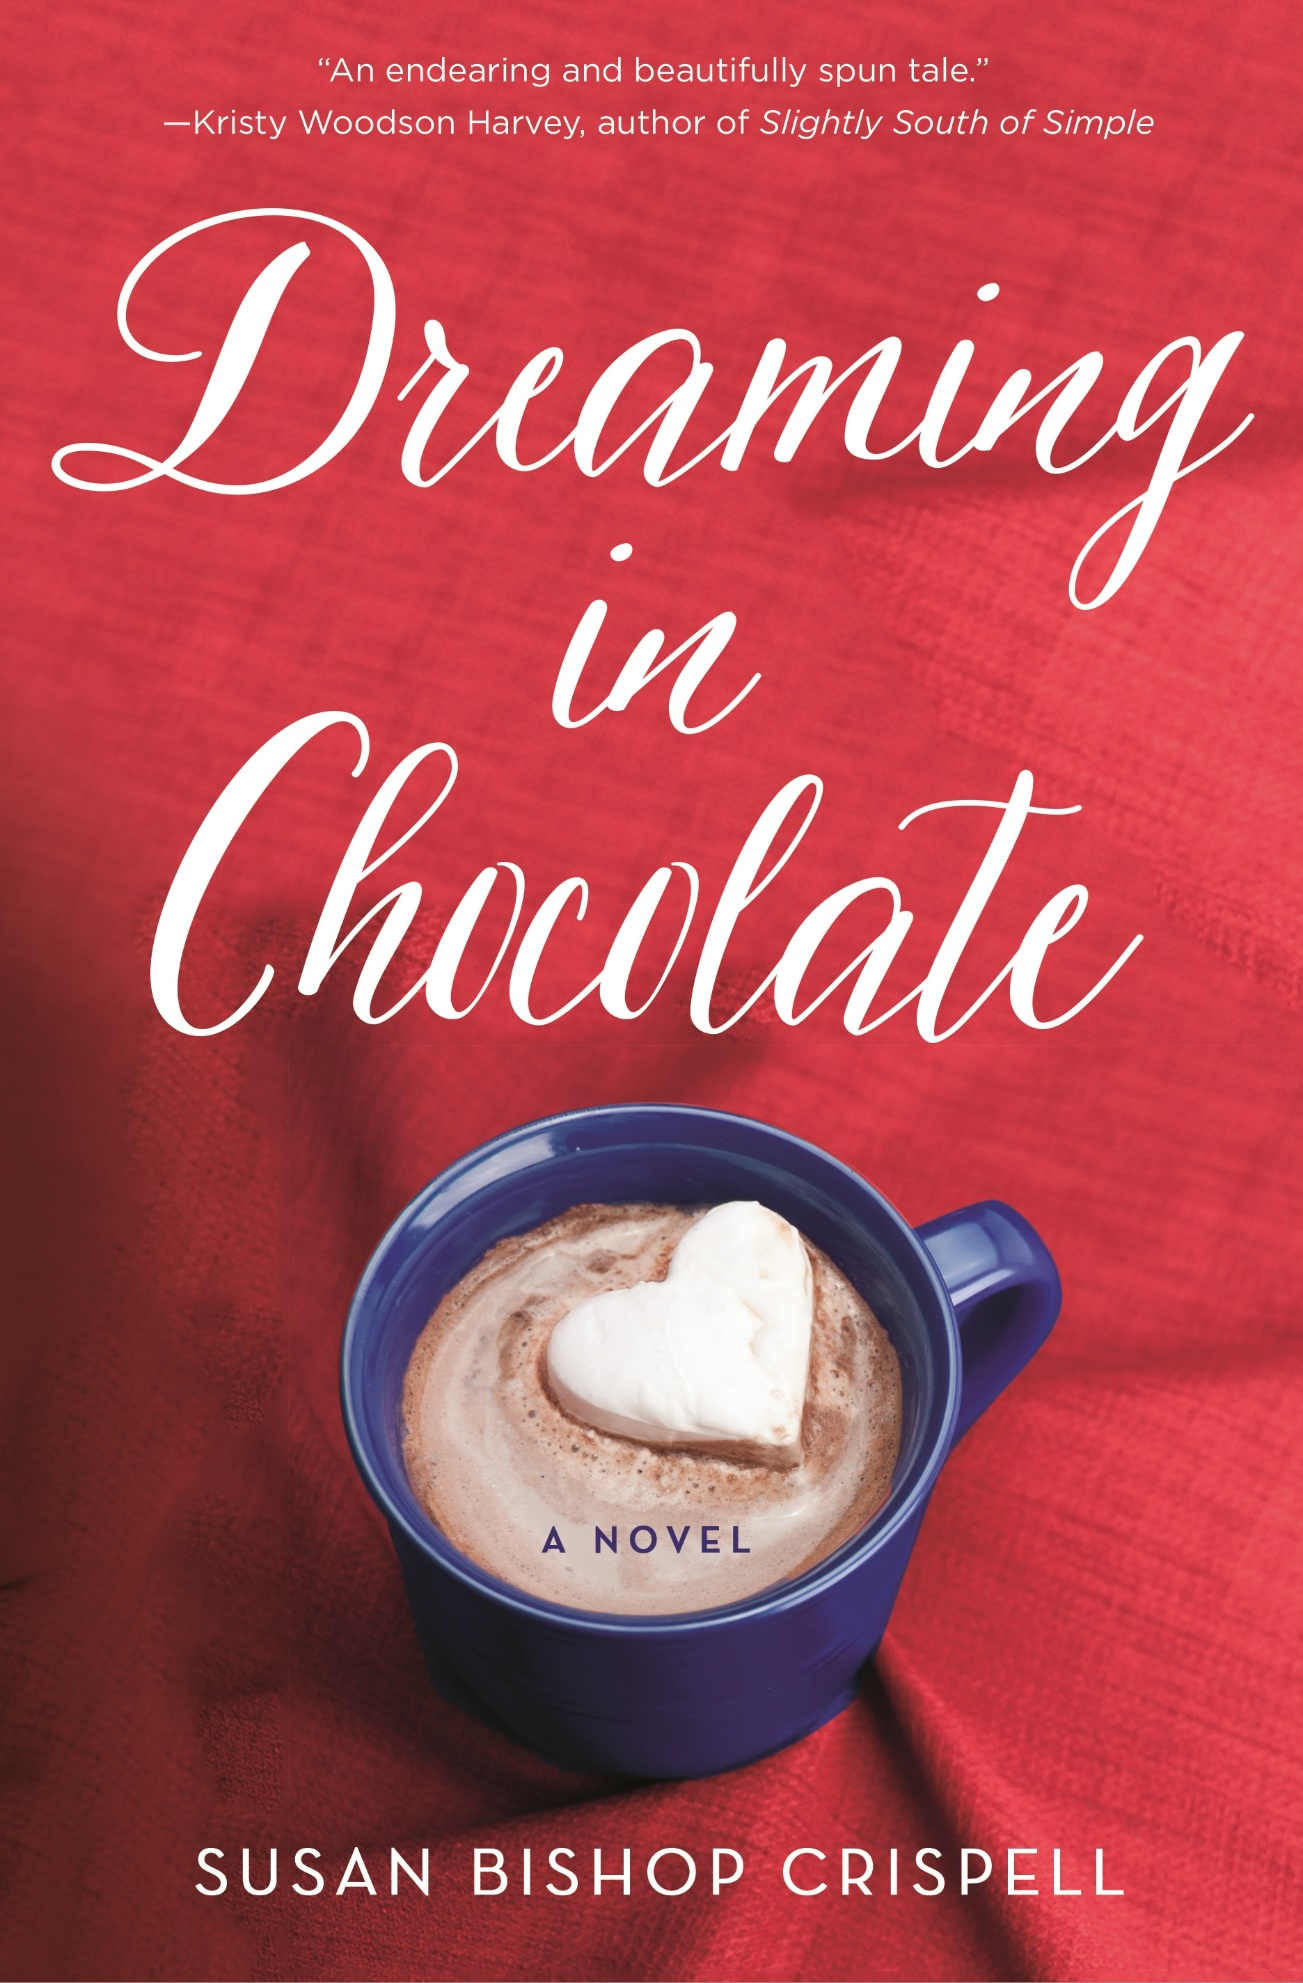 “An endearing and beautifully spun tale.”
—Kristy Woodson Harvey, author of Slightly South of Simple
Dreaming
in
Chocolate
A NOVEL
SUSAN BISHOP CRISPELL